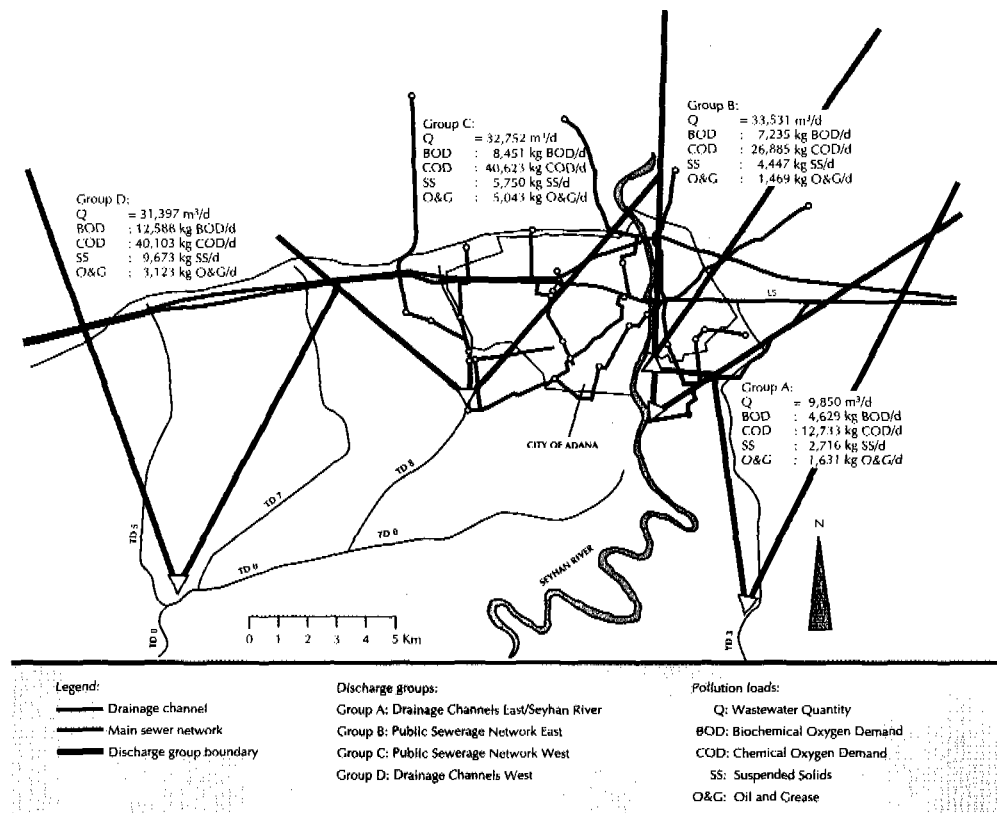 Group B:
Q = 33,531 m³/d
BOD : 7,235 kg BOD/d
COD : 26,885 kg COD/d
SS : 4,447 kg SS/d
O&G : 1,469 kg O&G/d
Group C:
Q = 32,752 m³/d
BOD : 8,451 kg BOD/d
COD : 40,623 kg COD/d
SS : 5,750 kg SS/d
O&G : 5,043 kg O&G/d
Group D:
Q = 31,397 m³/d
BOD : 12,588 kg BOD/d
COD : 40,103 kg COD/d
SS : 9,673 kg SS/d
O&G : 3,123 kg O&G/d
LS
Group A:
Q = 9,850 m³/d
BOD : 4,629 kg BOD/d
COD : 12,733 kg COD/d
SS : 2,716 kg SS/d
O&G : 1,631 kg O&G/d
CITY OF ADANA
TD 8
TD 7
TD 5
TD 0
TD 0
SEYHAN RIVER
N
TD 0
YD 3
0 1 2 3 4 5 Km
Legend:
Drainage channel
Main sewer network
Discharge group boundary
Discharge groups:
Group A: Drainage Channels East/Seyhan River
Group B: Public Sewerage Network East
Group C: Public Sewerage Network West
Group D: Drainage Channels West
Pollution loads:
Q: Wastewater Quantity
BOD: Biochemical Oxygen Demand
COD: Chemical Oxygen Demand
SS: Suspended Solids
O&G: Oil and Grease